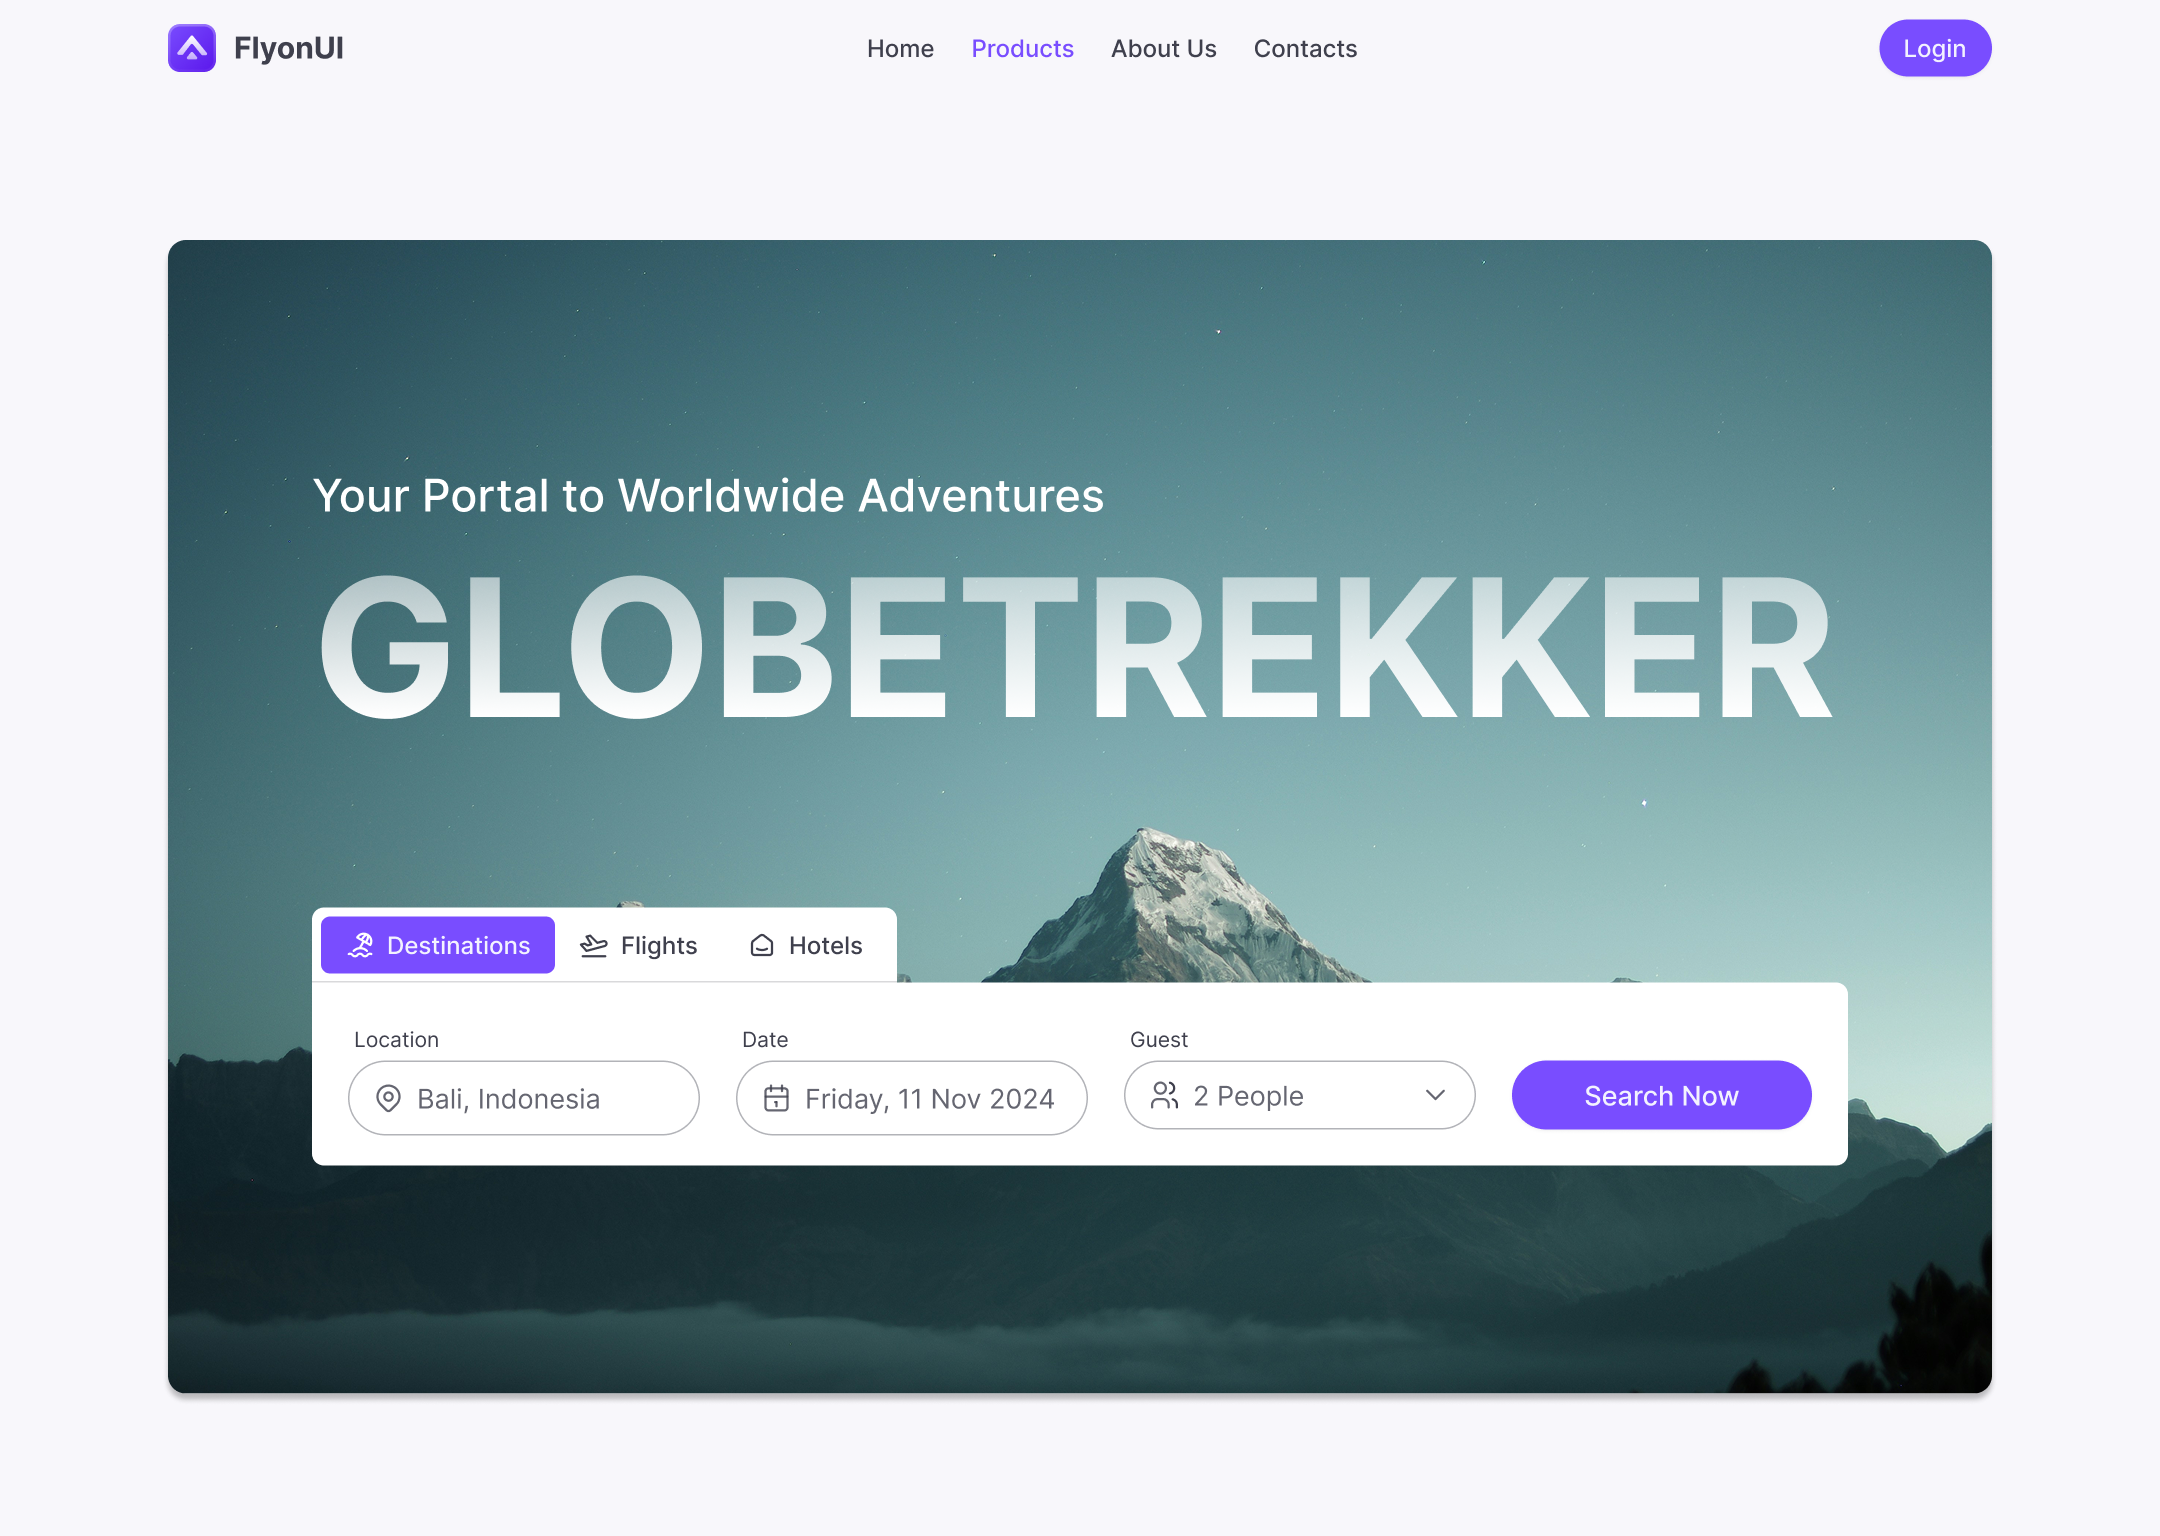 FlyonUI
Home Products About Us Contacts
Login
Your Portal to Worldwide Adventures
GLOBETREKKER
Destinations Flights Hotels
Location Date Guest
Bali, Indonesia Friday, 11 Nov 2024 2 People Search Now